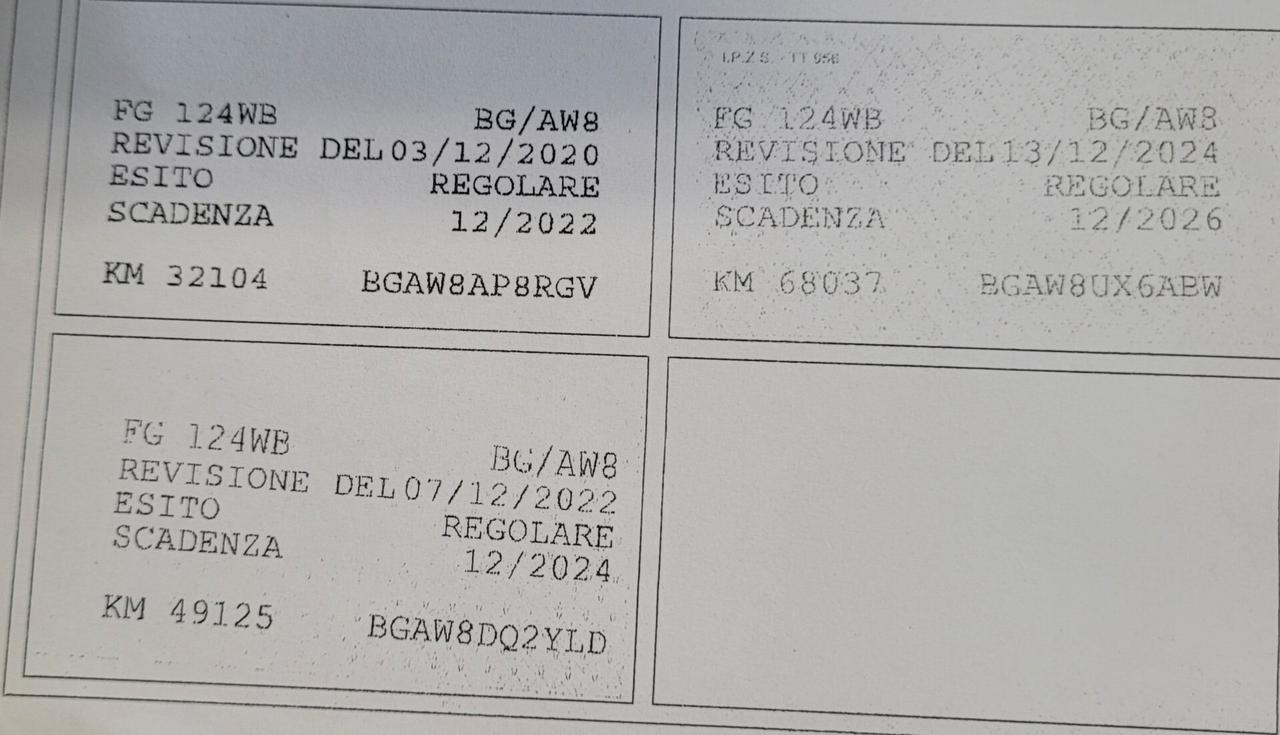 FG 124WB BG/AW8
REVISIONE DEL 03/12/2020
ESITO REGOLARE
SCADENZA 12/2022
KM 32104 BGAW8AP8RGV
I.P.Z.S. TT 956
FG 124WB BG/AW8
REVISIONE DEL 13/12/2024
ESITO REGOLARE
SCADENZA 12/2026
KM 68037 BGAW8UX6ABW
FG 124WB BG/AW8
REVISIONE DEL 07/12/2022
ESITO REGOLARE
SCADENZA 12/2024
KM 49125 BGAW8DQ2YLD